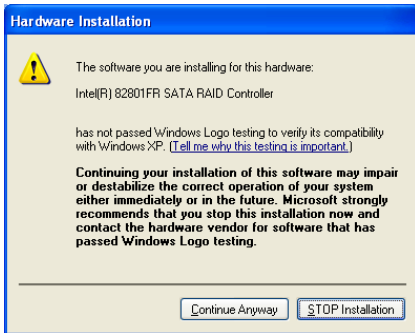 Hardware Installation
The software you are installing for this hardware:
Intel(R) 82801FR SATA RAID Controller
has not passed Windows Logo testing to verify its compatibility
with Windows XP. (Tell me why this testing is important.)
Continuing your installation of this software may impair
or destabilize the correct operation of your system
either immediately or in the future. Microsoft strongly
recommends that you stop this installation now and
contact the hardware vendor for software that has
passed Windows Logo testing.
Continue Anyway
STOP Installation